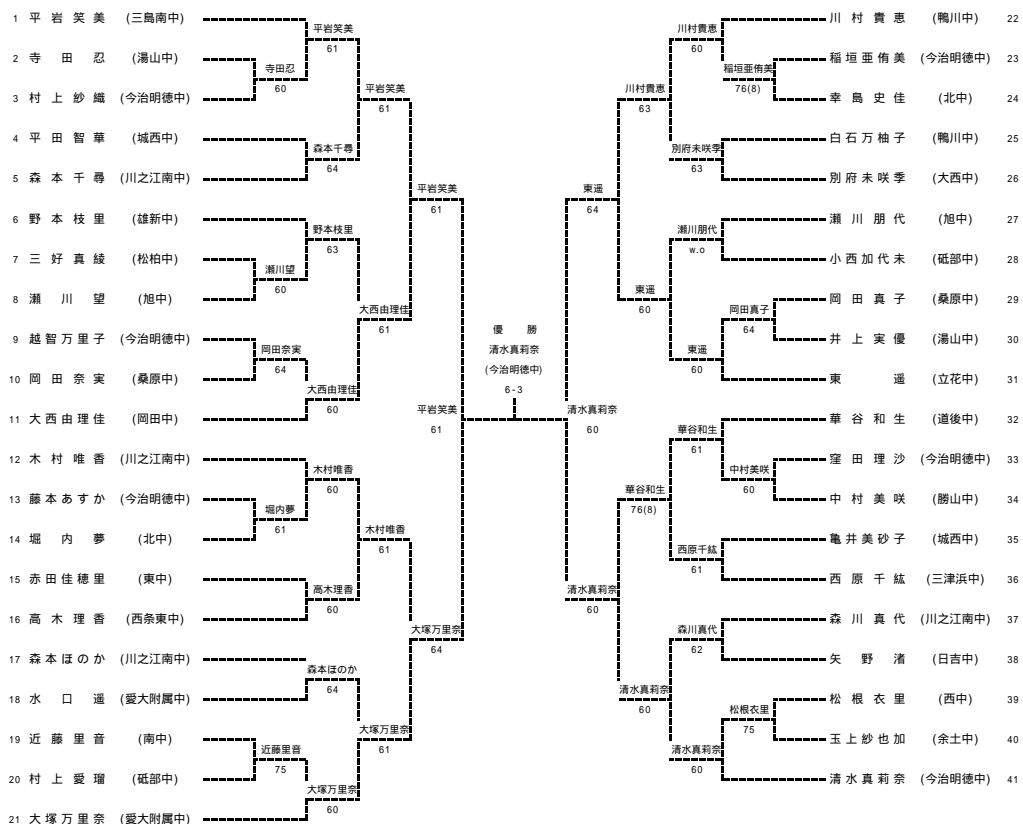 1 平岩笑美 (三島南中)
2 寺田忍 (湯山中)
3 村上紗織 (今治明徳中)
4 平田智華 (城西中)
5 森本千尋 (川之江南中)
6 野本枝里 (雄新中)
7 三好真綾 (松柏中)
8 瀬川望 (旭中)
9 越智万里子 (今治明徳中)
10 岡田奈実 (桑原中)
11 大西由理佳 (岡田中)
12 木村唯香 (川之江南中)
13 藤本あすか (今治明徳中)
14 堀内夢 (北中)
15 赤田佳穂里 (東中)
16 高木理香 (西条東中)
17 森本ほのか (川之江南中)
18 水口遥 (愛大附属中)
19 近藤里音 (南中)
20 村上愛瑠 (砥部中)
21 大塚万里奈 (愛大附属中)
寺田忍
60
瀬川望
60
岡田奈実
64
堀内夢
61
近藤里音
75
平岩笑美
61
森本千尋
64
野本枝里
63
大西由理佳
60
木村唯香
60
高木理香
60
森本ほのか
64
大塚万里奈
60
平岩笑美
61
大西由理佳
61
木村唯香
61
大塚万里奈
61
平岩笑美
61
大塚万里奈
64
平岩笑美
61
優勝
清水真莉奈
(今治明徳中)
6-3
清水真莉奈
60
東遥
64
清水真莉奈
60
川村貴恵
63
東遥
60
華谷和生
76(8)
清水真莉奈
60
川村貴恵
60
別府未咲季
63
瀬川朋代
w.o
東遥
60
華谷和生
61
西原千紘
61
森川真代
62
清水真莉奈
60
稲垣亜侑美
76(8)
岡田真子
64
中村美咲
60
松根衣里
75
川村貴恵 (鴨川中) 22
稲垣亜侑美 (今治明徳中) 23
幸島史佳 (北中) 24
白石万柚子 (鴨川中) 25
別府未咲季 (大西中) 26
瀬川朋代 (旭中) 27
小西加代未 (砥部中) 28
岡田真子 (桑原中) 29
井上実優 (湯山中) 30
東遥 (立花中) 31
華谷和生 (道後中) 32
窪田理沙 (今治明徳中) 33
中村美咲 (勝山中) 34
亀井美砂子 (城西中) 35
西原千紘 (三津浜中) 36
森川真代 (川之江南中) 37
矢野渚 (日吉中) 38
松根衣里 (西中) 39
玉上紗也加 (余土中) 40
清水真莉奈 (今治明徳中) 41